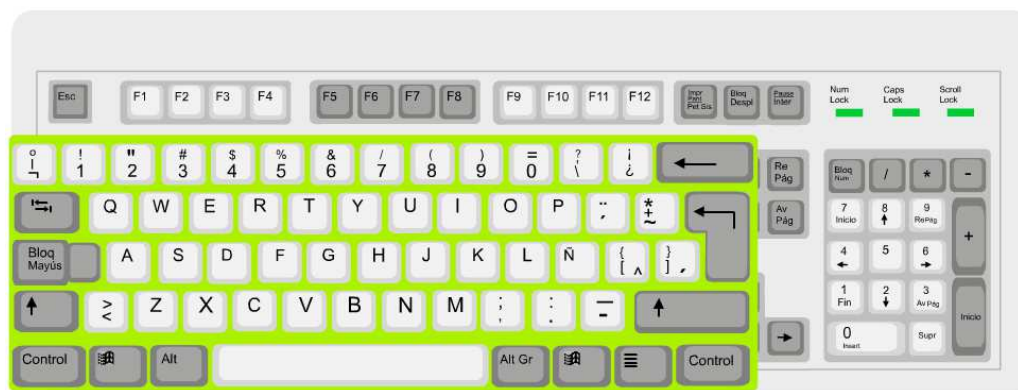 Esc F1 F2 F3 F4 F5 F6 F7 F8 F9 F10 F11 F12 Impr Pant Pet Sis Bloq Despl Pausa Inter Num Lock Caps Lock Scroll Lock
° | ¬ ! 1 " 2 # 3 $ 4 % 5 & 6 / 7 ( 8 ) 9 = 0 ? \ ¡ ¿ Re Pág Bloq Num / * -
Q W E R T Y U I O P ¨ ´ * + ~ Av Pág 7 Inicio 8 9 RePág +
Bloq Mayús A S D F G H J K L Ñ { [ ^ } ] ´ 4 5 6
> < Z X C V B N M ; , : . _ - 1 Fin 2 3 Av Pág Inicio
Control Alt Alt Gr Control 0 Insert Supr